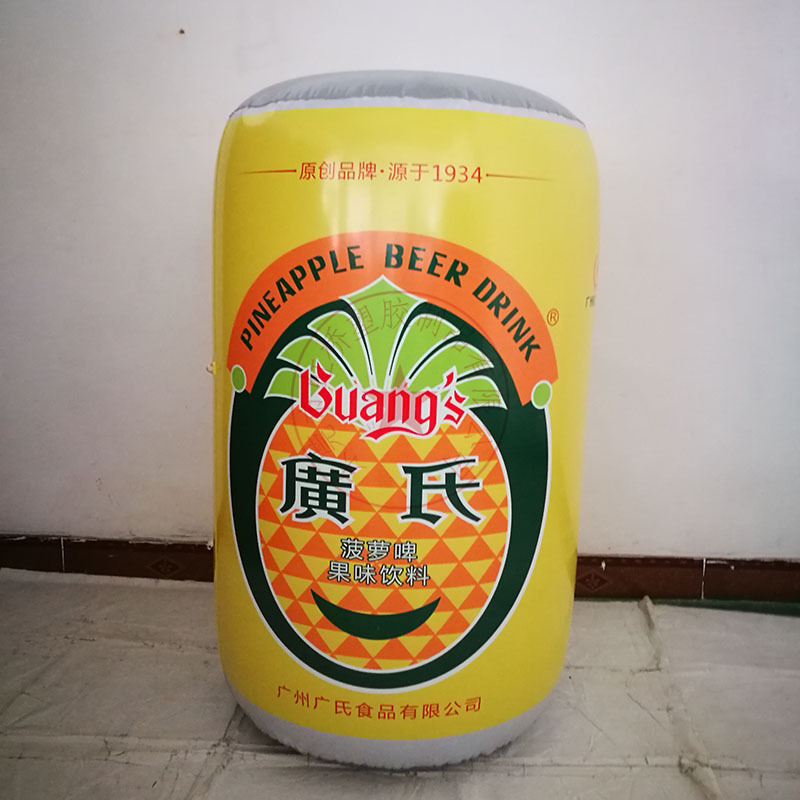 原创品牌·源于1934
PINEAPPLE BEER DRINK
®
Guang's
廣氏
菠萝啤
果味饮料
广州广氏食品有限公司